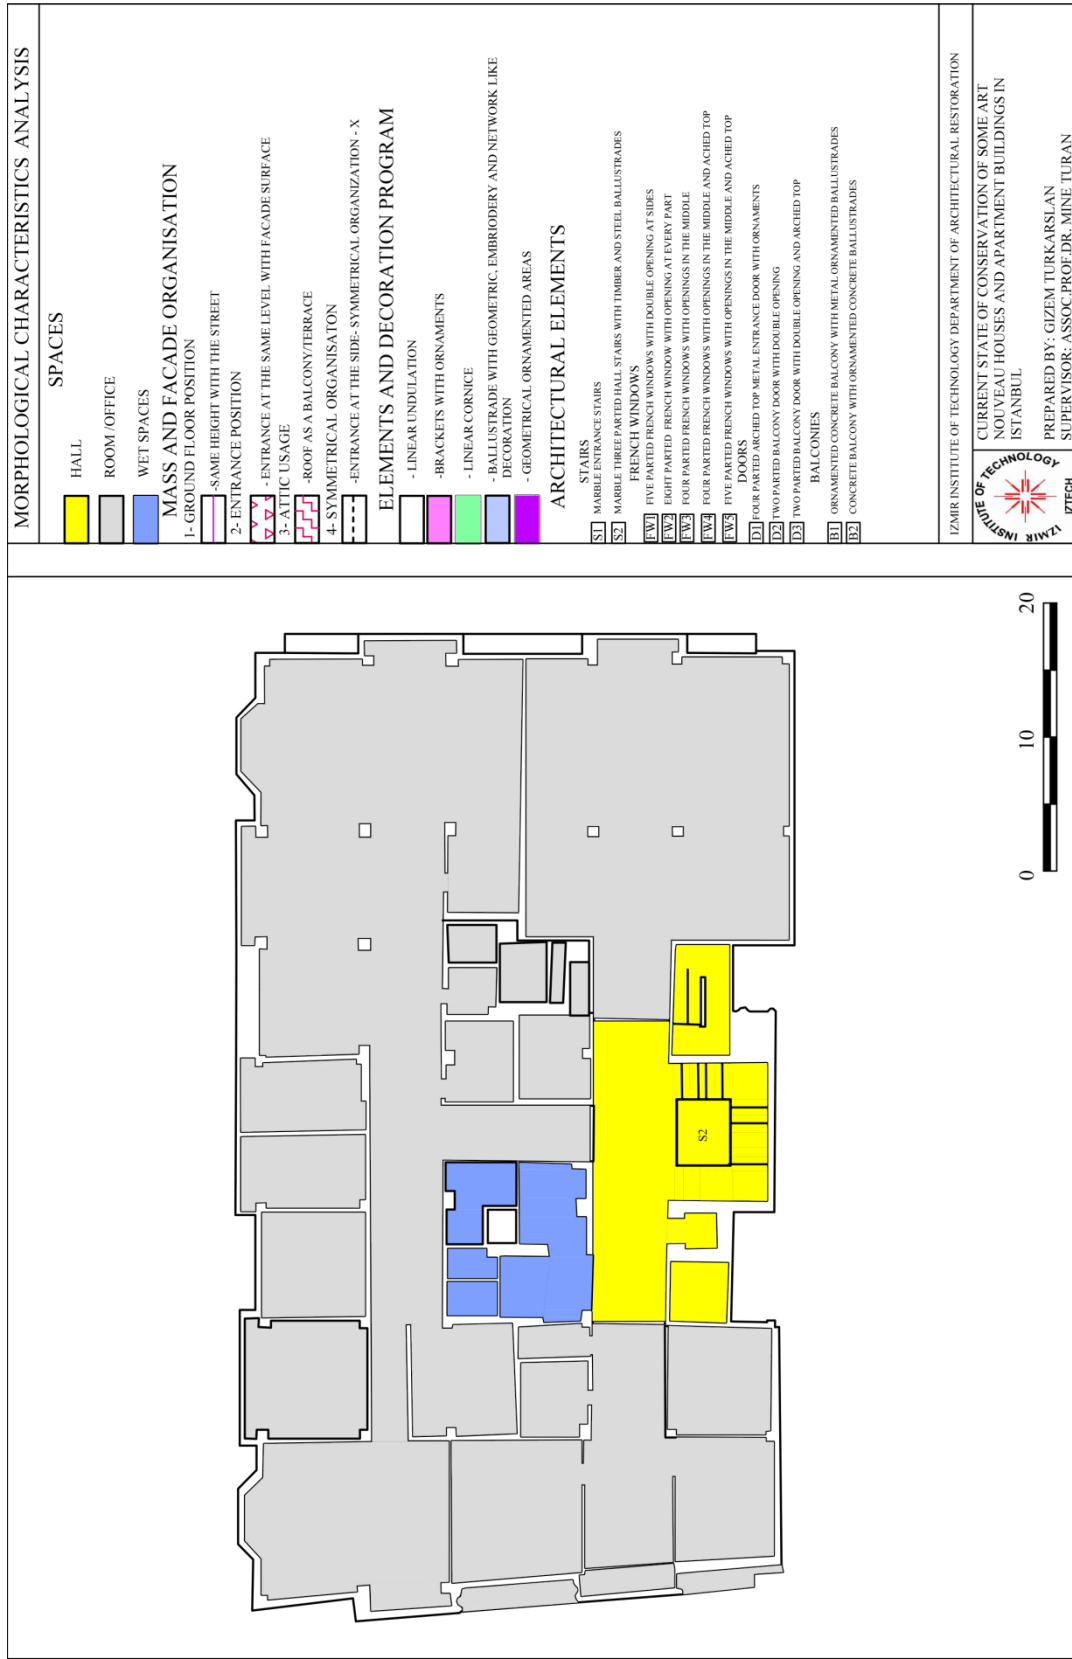 MORPHOLOGICAL CHARACTERISTICS ANALYSIS
SPACES
HALL
ROOM /OFFICE
WET SPACES
MASS AND FACADE ORGANISATION
1- GROUND FLOOR POSITION
-SAME HEIGHT WITH THE STREET
2- ENTRANCE POSITION
- ENTRANCE AT THE SAME LEVEL WITH FACADE SURFACE
3- ATTIC USAGE
-ROOF AS A BALCONY/TERRACE
4- SYMMETRICAL ORGANISATON
-ENTRANCE AT THE SIDE- SYMMETRICAL ORGANIZATION - X
ELEMENTS AND DECORATION PROGRAM
- LINEAR UNDULATION
-BRACKETS WITH ORNAMENTS
- LINEAR CORNICE
- BALLUSTRADE WITH GEOMETRIC, EMBRIODERY AND NETWORK LIKE
DECORATION
- GEOMETRICAL ORNAMENTED AREAS
ARCHITECTURAL ELEMENTS
STAIRS
S1 MARBLE ENTRANCE STAIRS
S2 MARBLE THREE PARTED HALL STAIRS WITH TIMBER AND STEEL BALLUSTRADES
FRENCH WINDOWS
FW1 FIVE PARTED FRENCH WINDOWS WITH DOUBLE OPENING AT SIDES
FW2 EIGHT PARTED FRENCH WINDOW WITH OPENING AT EVERY PART
FW3 FOUR PARTED FRENCH WINDOWS WITH OPENINGS IN THE MIDDLE
FW4 FOUR PARTED FRENCH WINDOWS WITH OPENINGS IN THE MIDDLE AND ACHED TOP
FW5 FIVE PARTED FRENCH WINDOWS WITH OPENINGS IN THE MIDDLE AND ACHED TOP
DOORS
D1 FOUR PARTED ARCHED TOP METAL ENTRANCE DOOR WITH ORNAMENTS
D2 TWO PARTED BALCONY DOOR WITH DOUBLE OPENING
D3 TWO PARTED BALCONY DOOR WITH DOUBLE OPENING AND ARCHED TOP
BALCONIES
B1 ORNAMENTED CONCRETE BALCONY WITH METAL ORNAMENTED BALLUSTRADES
B2 CONCRETE BALCONY WITH ORNAMENTED CONCRETE BALLUSTRADES
IZMIR INSTITUTE OF TECHNOLOGY DEPARTMENT OF ARCHITECTURAL RESTORATION
IZMIR INSTITUTE OF TECHNOLOGY
IZTECH
CURRENT STATE OF CONSERVATION OF SOME ART
NOUVEAU HOUSES AND APARTMENT BUILDINGS IN
ISTANBUL
PREPARED BY: GIZEM TURKARSLAN
SUPERVISOR: ASSOC.PROF.DR. MINE TURAN
S2
0 10 20